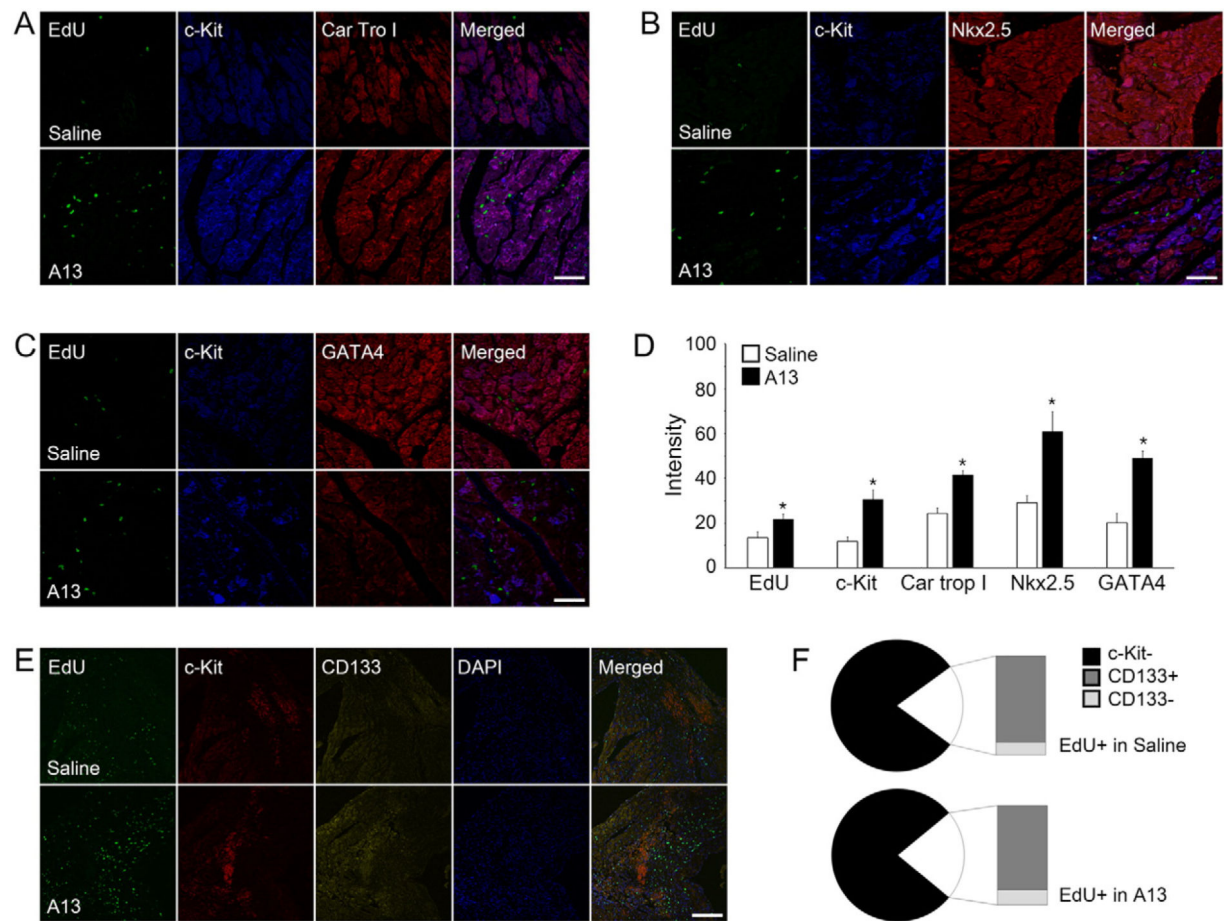 A
EdU c-Kit Car Tro I Merged
Saline
A13
B
EdU c-Kit Nkx2.5 Merged
Saline
A13
C
EdU c-Kit GATA4 Merged
Saline
A13
D
Saline
A13
Intensity
100
80
60
40
20
0
* * * * *
EdU c-Kit Car trop I Nkx2.5 GATA4
E
EdU c-Kit CD133 DAPI Merged
Saline
A13
F
c-Kit-
CD133+
CD133-
EdU+ in Saline
EdU+ in A13